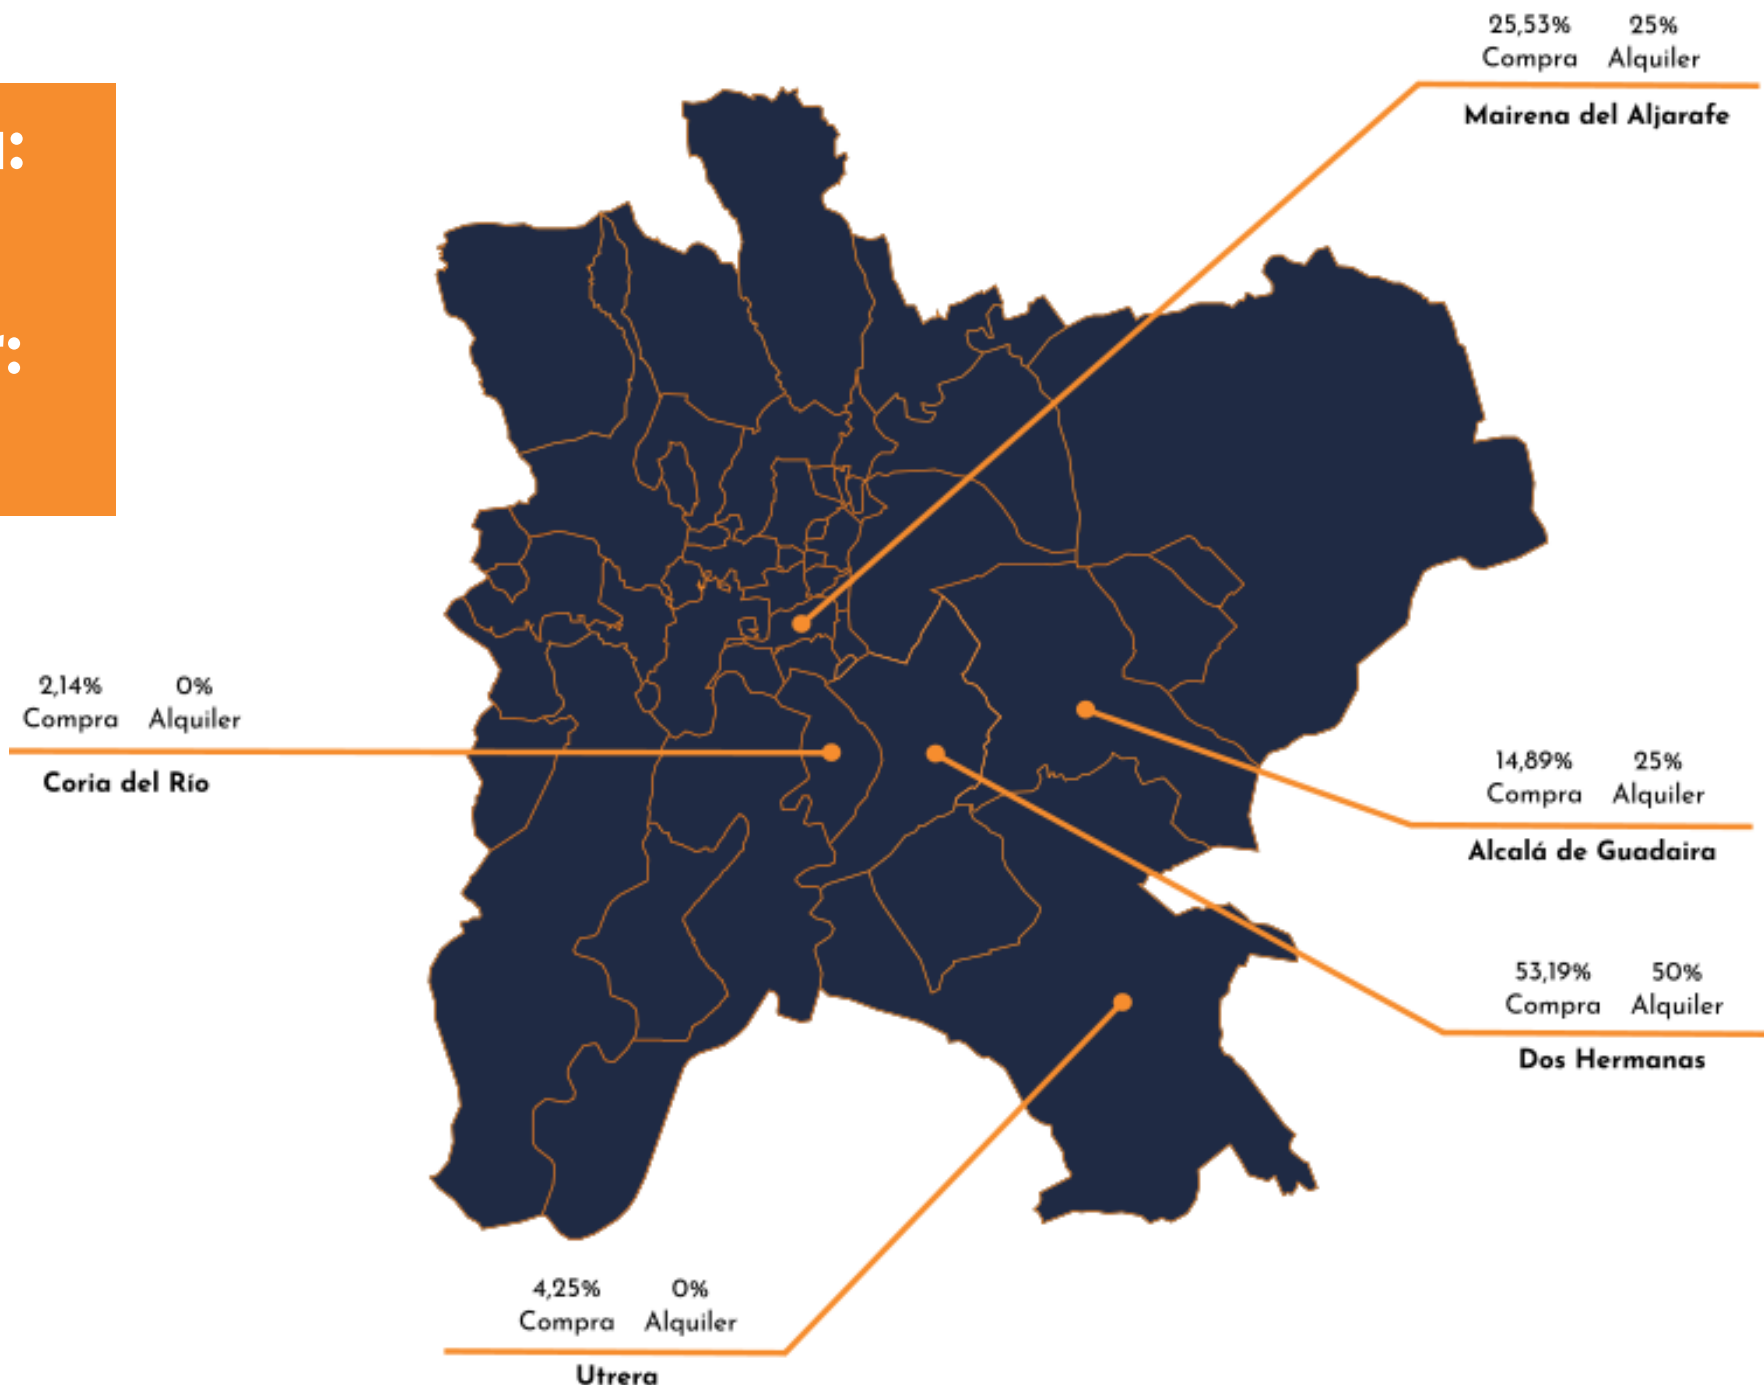 25,53% 25%
Compra Alquiler
Mairena del Aljarafe
2,14% 0%
Compra Alquiler
Coria del Río
14,89% 25%
Compra Alquiler
Alcalá de Guadaira
53,19% 50%
Compra Alquiler
Dos Hermanas
4,25% 0%
Compra Alquiler
Utrera